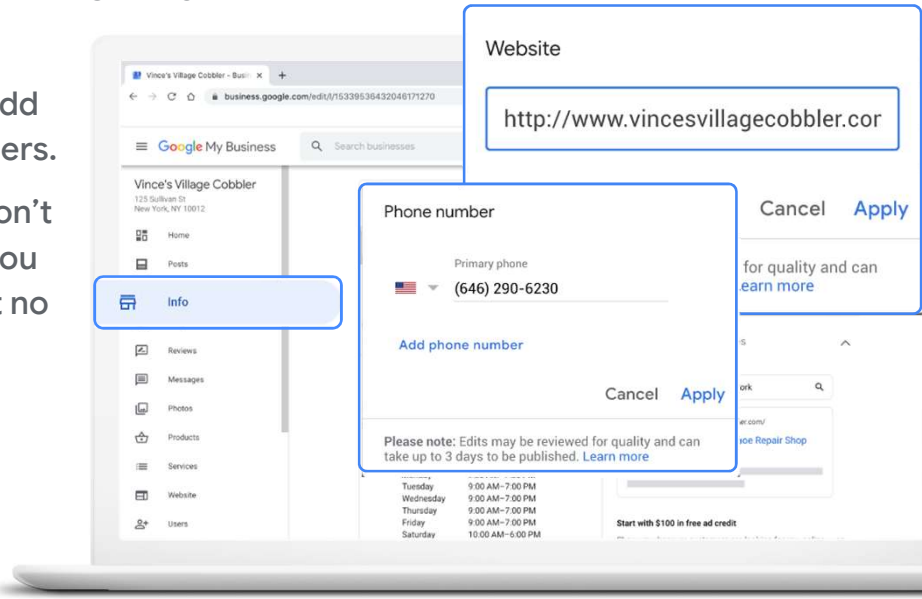 dd
ers.
on't
ou
t no
Vince's Village Cobbler - Busin
business.google.com/edit/l/15339536432046171270
Google My Business
Search businesses
Vince's Village Cobbler
125 Sullivan St
New York, NY 10012
Home
Posts
Info
Reviews
Messages
Photos
Products
Services
Website
Users
Website
http://www.vincesvillagecobbler.cor
Cancel Apply
for quality and can
earn more
Phone number
Primary phone
(646) 290-6230
Add phone number
Cancel Apply
Please note: Edits may be reviewed for quality and can
take up to 3 days to be published. Learn more
Tuesday 9:00 AM–7:00 PM
Wednesday 9:00 AM–7:00 PM
Thursday 9:00 AM–7:00 PM
Friday 9:00 AM–7:00 PM
Saturday 10:00 AM–6:00 PM
s
ork
er.com/
oe Repair Shop
Start with $100 in free ad credit